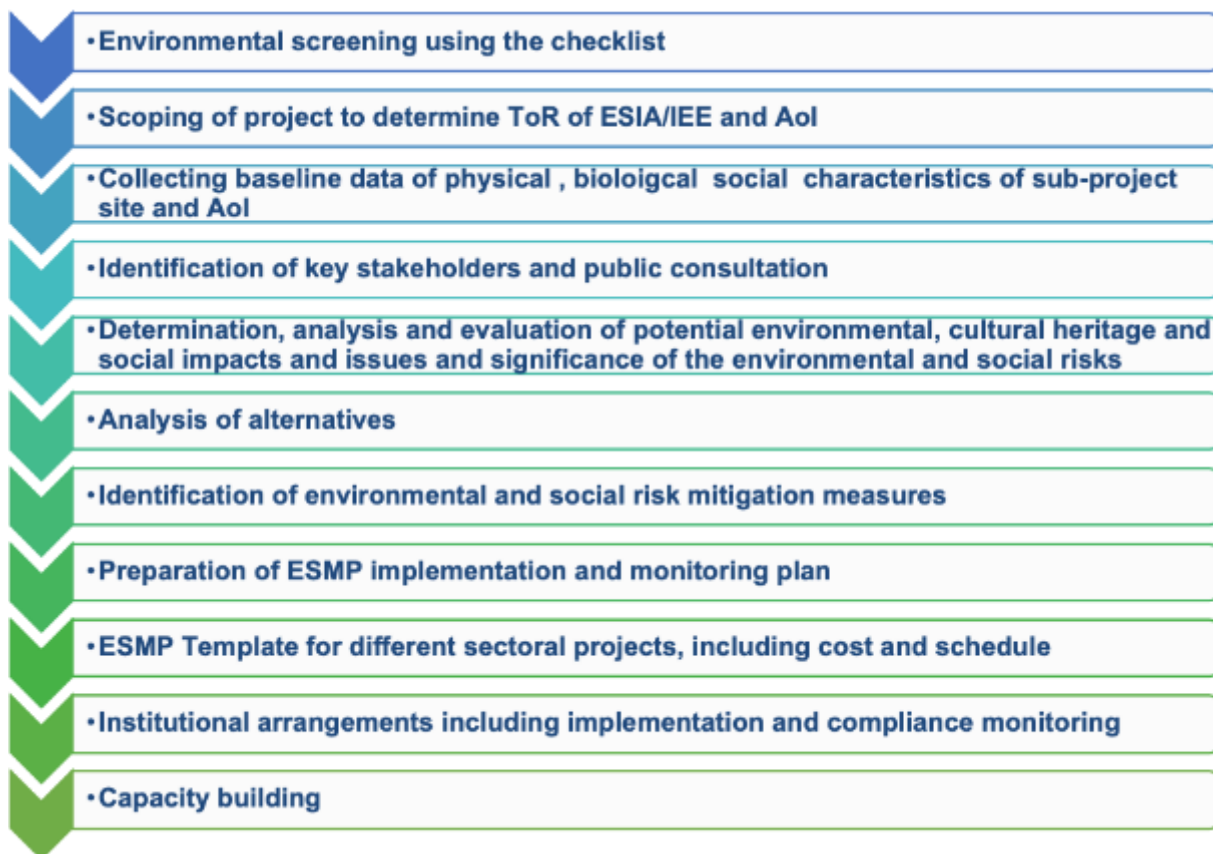 •Environmental screening using the checklist
•Scoping of project to determine ToR of ESIA/IEE and AoI
•Collecting baseline data of physical , bioloigcal social characteristics of sub-project
site and AoI
•Identification of key stakeholders and public consultation
•Determination, analysis and evaluation of potential environmental, cultural heritage and
social impacts and issues and significance of the environmental and social risks
•Analysis of alternatives
•Identification of environmental and social risk mitigation measures
•Preparation of ESMP implementation and monitoring plan
•ESMP Template for different sectoral projects, including cost and schedule
•Institutional arrangements including implementation and compliance monitoring
•Capacity building